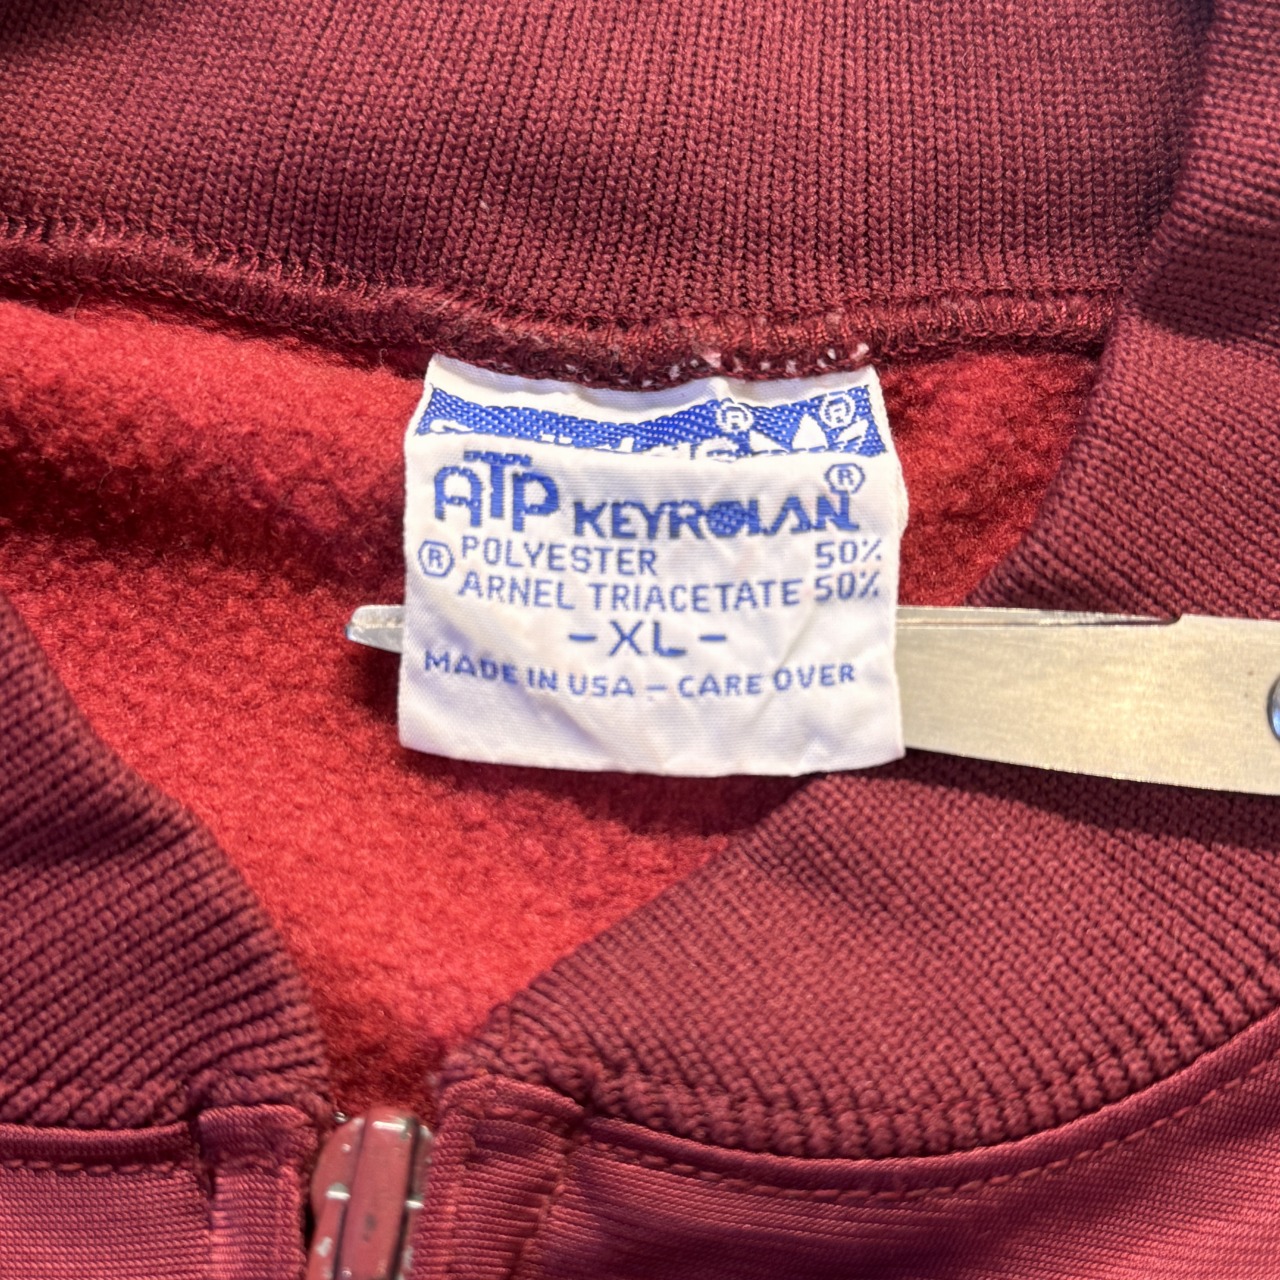 ® ®
ATP KEYROLAN®
POLYESTER 50%
® ARNEL TRIACETATE 50%
- XL -
MADE IN USA - CARE OVER